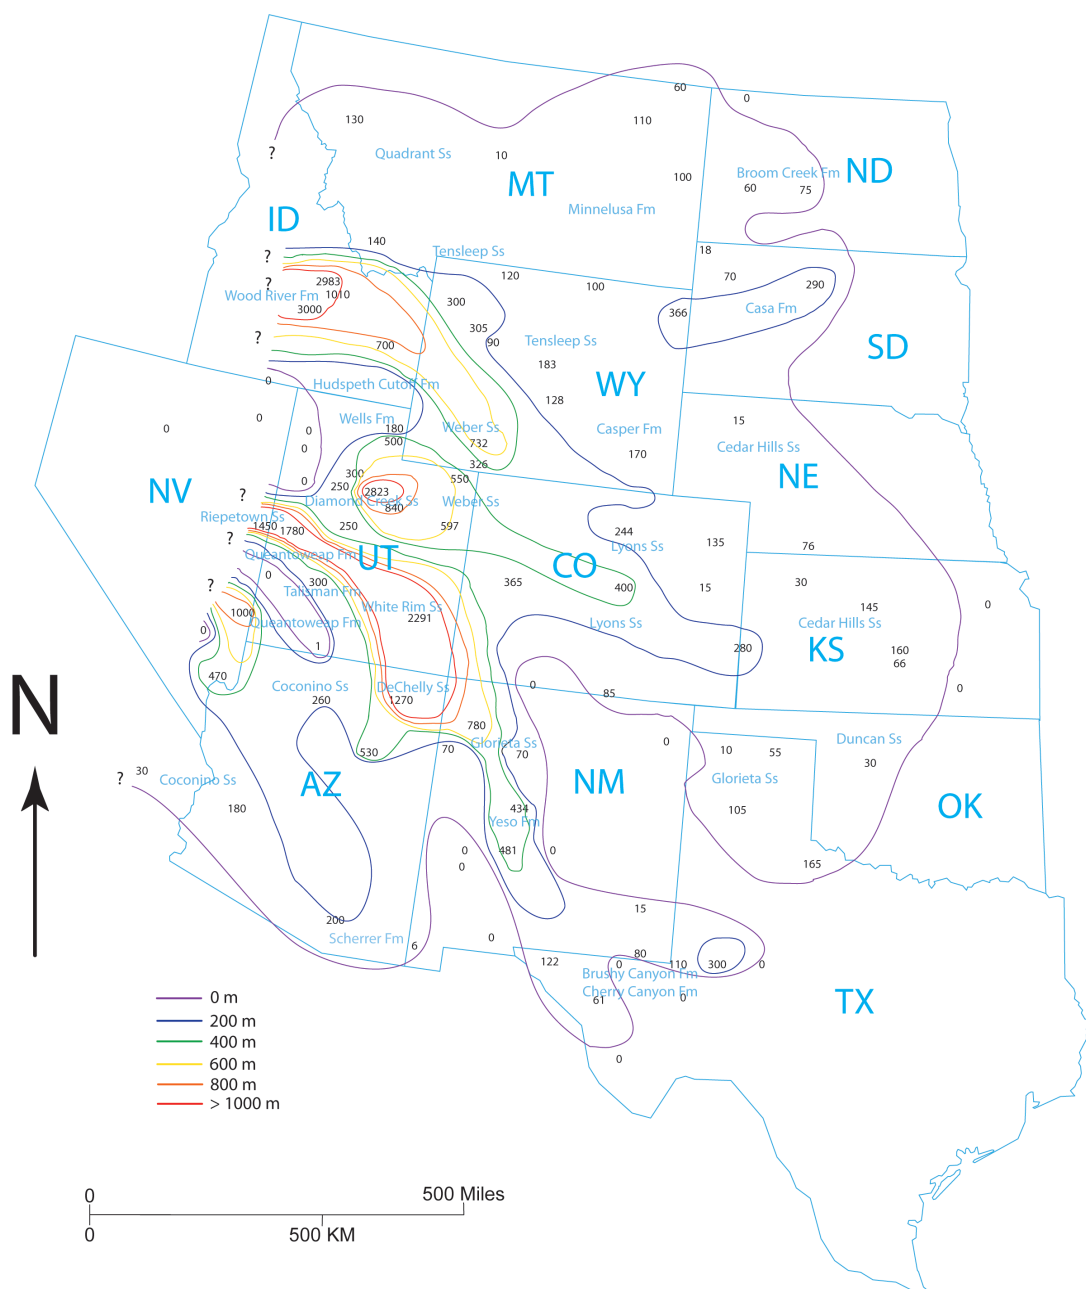 60
0
130
110
?
Quadrant Ss
10
MT
100
Broom Creek Fm
ND
60
75
Minnelusa Fm
ID
140
?
Tensleep Ss
18
120
100
70
290
2983
?
Wood River Fm
1010
3000
300
366
Casa Fm
305
90
?
700
Tensleep Ss
SD
183
0
Hudspeth Cutoff Fm
WY
128
0
Wells Fm
15
0
0
180
Weber Ss
Casper Fm
500
732
0
170
Cedar Hills Ss
326
NE
NV
0
300
250
550
?
2823
Diamond Creek Ss
Weber Ss
840
Riepetown Ss
1450
1780
250
597
244
?
Lyons Ss
135
76
Queantoweap Fm
UT
CO
0
300
365
400
15
30
?
Talisman Fm
145
0
1000
White Rim Ss
2291
0
Queantoweap Fm
Lyons Ss
Cedar Hills Ss
1
280
KS
160
66
470
Coconino Ss
DeChelly Ss
0
0
260
1270
85
N
780
530
70
Glorieta Ss
70
0
10
55
Duncan Ss
30
?
30
Coconino Ss
AZ
NM
Glorieta Ss
180
434
105
OK
Yeso Fm
0
481
0
0
165
200
15
Scherrer Fm
6
0
122
0
80
110
300
0
Brushy Canyon Fm
Cherry Canyon Fm
61
0
TX
0
0 m
200 m
400 m
600 m
800 m
> 1000 m
0
500 Miles
0
500 KM